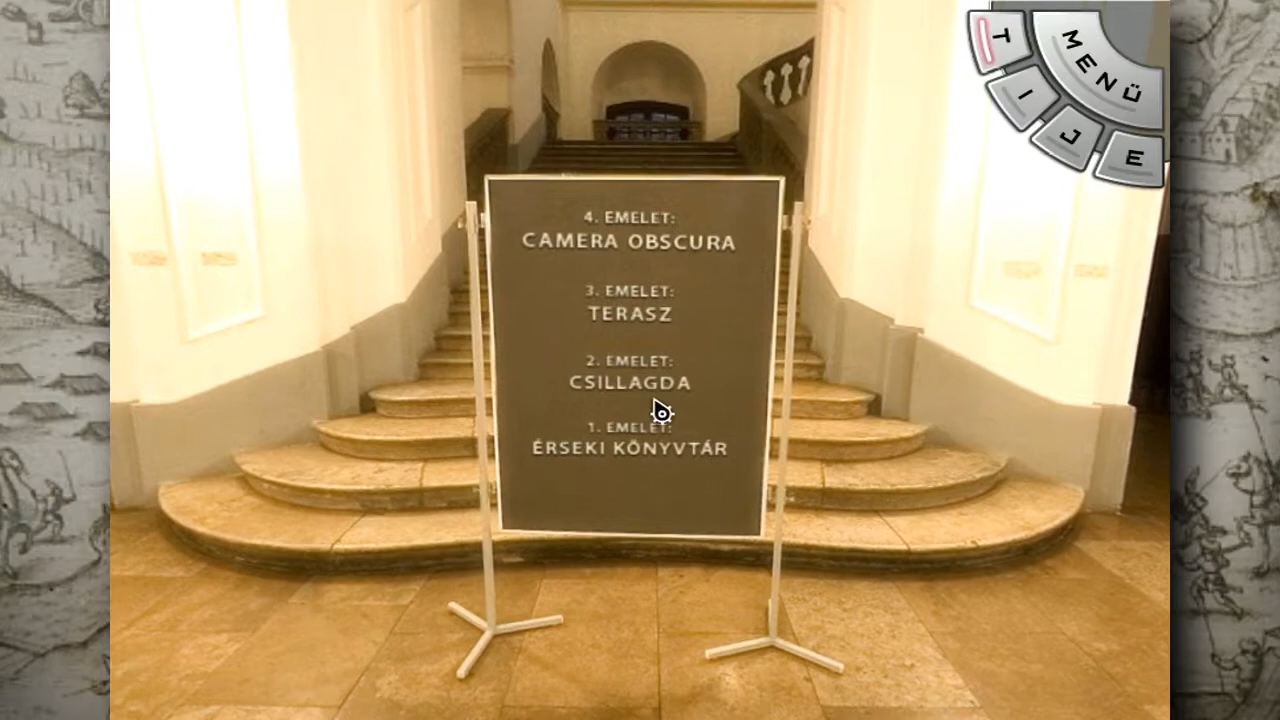 4. EMELET:
CAMERA OBSCURA
3. EMELET:
TERASZ
2. EMELET:
CSILLAGDA
1. EMELET:
ÉRSEKI KÖNYVTÁR
MENÜ
T
I
J
E